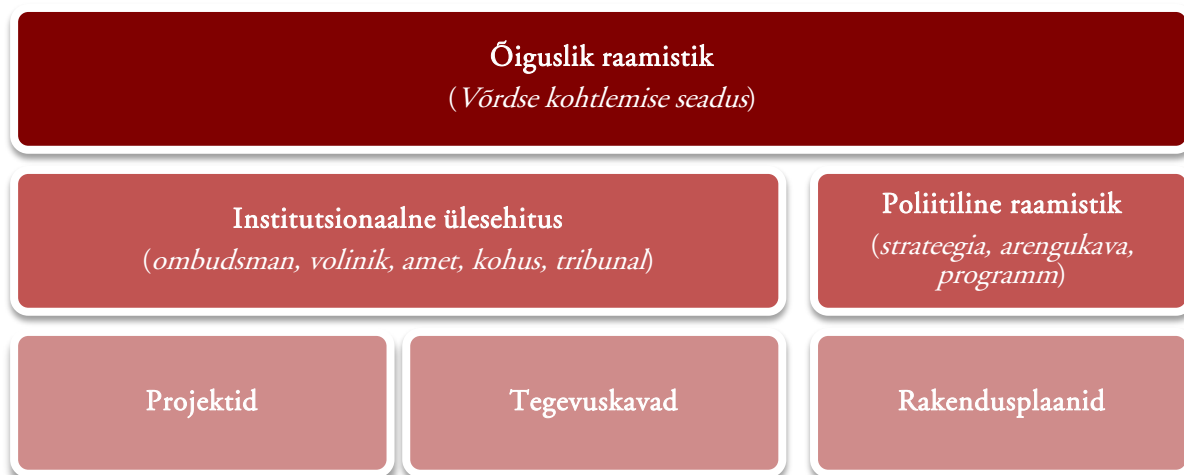 Õiguslik raamistik
(Võrdse kohtlemise seadus)
Institutsionaalne ülesehitus
(ombudsman, volinik, amet, kohus, tribunal)
Poliitiline raamistik
(strateegia, arengukava,
programm)
Projektid
Tegevuskavad
Rakendusplaanid